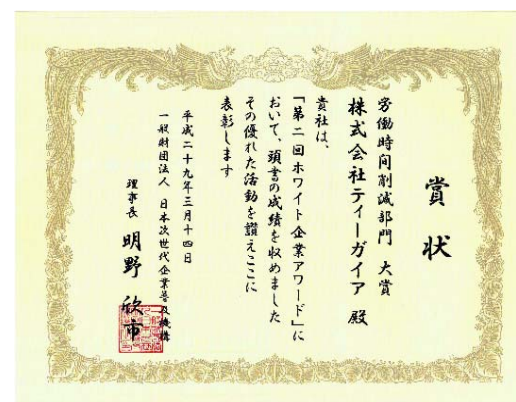 賞状
労働時間削減部門 大賞
株式会社ティーガイア 殿
貴社は、
「第二回ホワイト企業アワード」に
おいて、頭書の成績を収めました
その優れた活動を讃えここに
表彰します
平成二十九年三月十四日
一般財団法人 日本次世代企業普及機構
理事長 明野 欣市